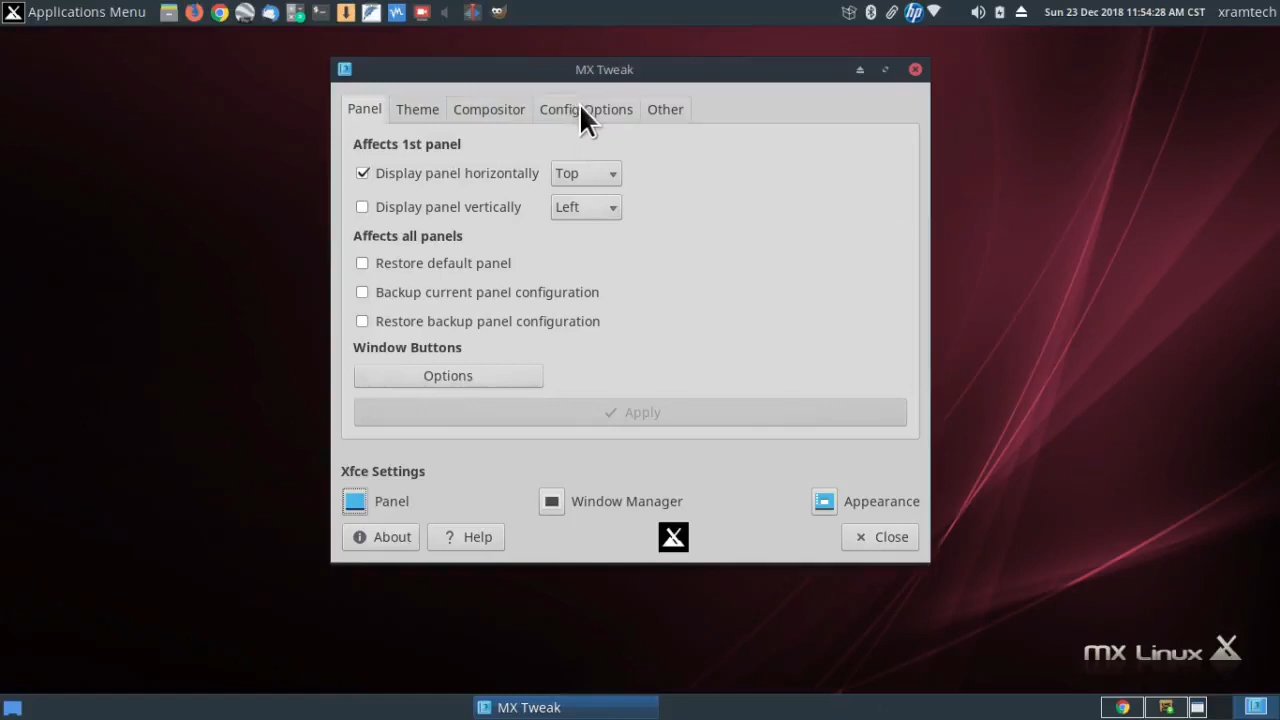 Applications Menu
Sun 23 Dec 2018 11:54:28 AM CST xramtech
MX Tweak
Panel Theme Compositor Config Options Other
Affects 1st panel
Display panel horizontally Top
Display panel vertically Left
Affects all panels
Restore default panel
Backup current panel configuration
Restore backup panel configuration
Window Buttons
Options
Apply
Xfce Settings
Panel Window Manager Appearance
About ? Help Close
MX Linux
MX Tweak